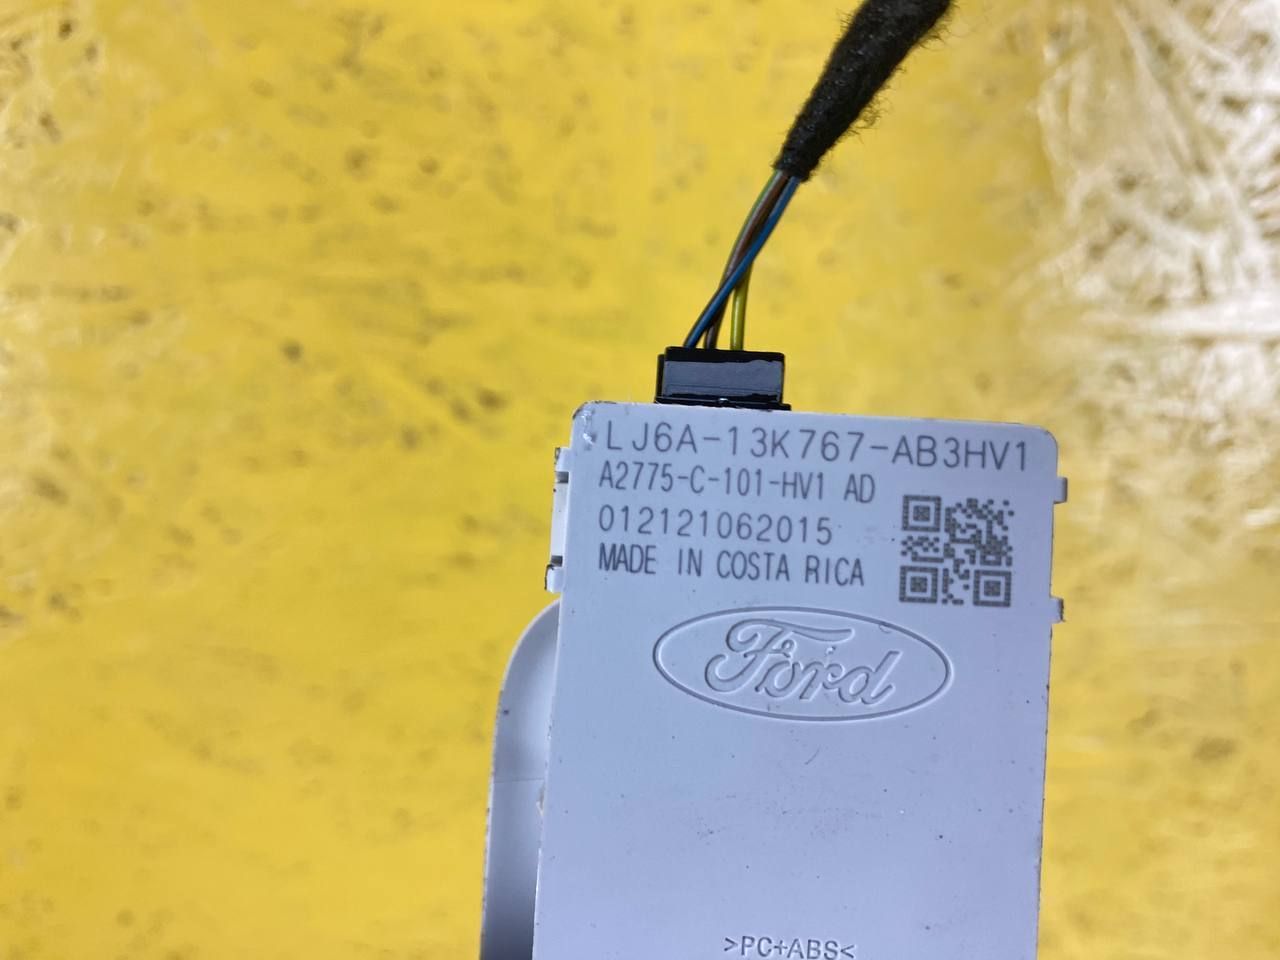 LJ6A-13K767-AB3HV1
A2775-C-101-HV1 AD
012121062015
MADE IN COSTA RICA
Ford
>PC+ABS<